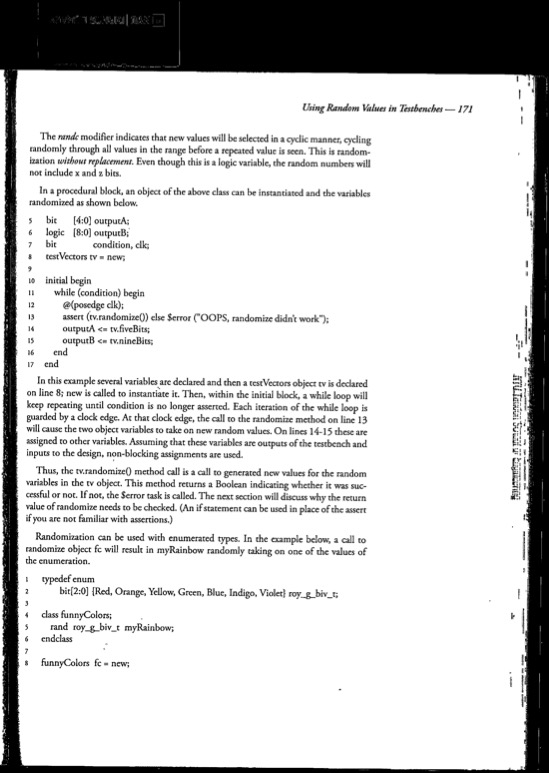 Using Random Values in Testbenches — 171
The randc modifier indicates that new values will be selected in a cyclic manner, cycling
randomly through all values in the range before a repeated value is seen. This is random-
ization without replacement. Even though this is a logic variable, the random numbers will
not include x and z bits.
In a procedural block, an object of the above class can be instantiated and the variables
randomized as shown below.
5 bit [4:0] outputA;
6 logic [8:0] outputB;
7 bit condition, clk;
8 testVectors tv = new;
9
10 initial begin
11 while (condition) begin
12 @(posedge clk);
13 assert (tv.randomize()) else $error ("OOPS, randomize didn't work");
14 outputA <= tv.fiveBits;
15 outputB <= tv.nineBits;
16 end
17 end
In this example several variables are declared and then a testVectors object tv is declared
on line 8; new is called to instantiate it. Then, within the initial block, a while loop will
keep repeating until condition is no longer asserted. Each iteration of the while loop is
guarded by a clock edge. At that clock edge, the call to the randomize method on line 13
will cause the two object variables to take on new random values. On lines 14-15 these are
assigned to other variables. Assuming that these variables are outputs of the testbench and
inputs to the design, non-blocking assignments are used.
Thus, the tv.randomize() method call is a call to generated new values for the random
variables in the tv object. This method returns a Boolean indicating whether it was suc-
cessful or not. If not, the $error task is called. The next section will discuss why the return
value of randomize needs to be checked. (An if statement can be used in place of the assert
if you are not familiar with assertions.)
Randomization can be used with enumerated types. In the example below, a call to
randomize object fc will result in myRainbow randomly taking on one of the values of
the enumeration.
1 typedef enum
2 bit[2:0] {Red, Orange, Yellow, Green, Blue, Indigo, Violet} roy_g_biv_t;
3
4 class funnyColors;
5 rand roy_g_biv_t myRainbow;
6 endclass
7
8 funnyColors fc = new;